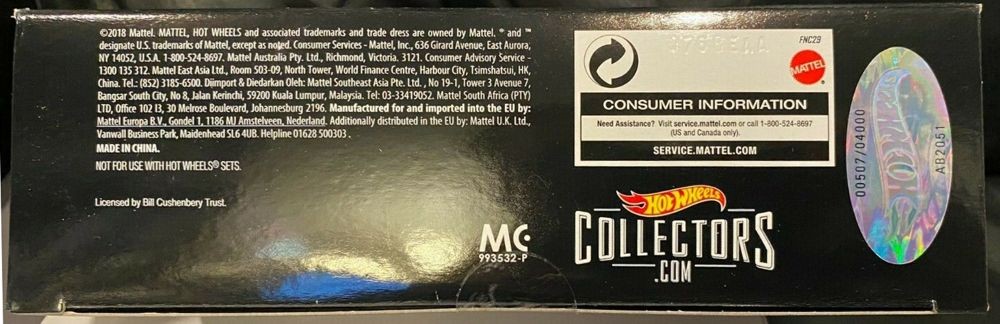 ©2018 Mattel. MATTEL, HOT WHEELS and associated trademarks and trade dress are owned by Mattel. ® and ™
designate U.S. trademarks of Mattel, except as noted. Consumer Services - Mattel, Inc., 636 Girard Avenue, East Aurora,
NY 14052, U.S.A. 1-800-524-8697. Mattel Australia Pty. Ltd., Richmond, Victoria. 3121. Consumer Advisory Service -
1300 135 312. Mattel East Asia Ltd., Room 503-09, North Tower, World Finance Centre, Harbour City, Tsimshatsui, HK,
China. Tel.: (852) 3185-6500. Diimport & Diedarkan Oleh: Mattel Southeast Asia Pte. Ltd., No 19-1, Tower 3 Avenue 7,
Bangsar South City, No 8, Jalan Kerinchi, 59200 Kuala Lumpur, Malaysia. Tel: 03-33419052. Mattel South Africa (PTY)
LTD, Office 102 I3, 30 Melrose Boulevard, Johannesburg 2196. Manufactured for and imported into the EU by:
Mattel Europa B.V., Gondel 1, 1186 MJ Amstelveen, Nederland. Additionally distributed in the EU by: Mattel U.K. Ltd.,
Vanwall Business Park, Maidenhead SL6 4UB. Helpline 01628 500303.
MADE IN CHINA.
NOT FOR USE WITH HOT WHEELS® SETS.
Licensed by Bill Cushenbery Trust.
MC
993532-P
FNC29
MATTEL
CONSUMER INFORMATION
Need Assistance? Visit service.mattel.com or call 1-800-524-8697
(US and Canada only).
SERVICE.MATTEL.COM
HOT WHEELS
COLLECTORS
.COM
00507/04000
AB2051